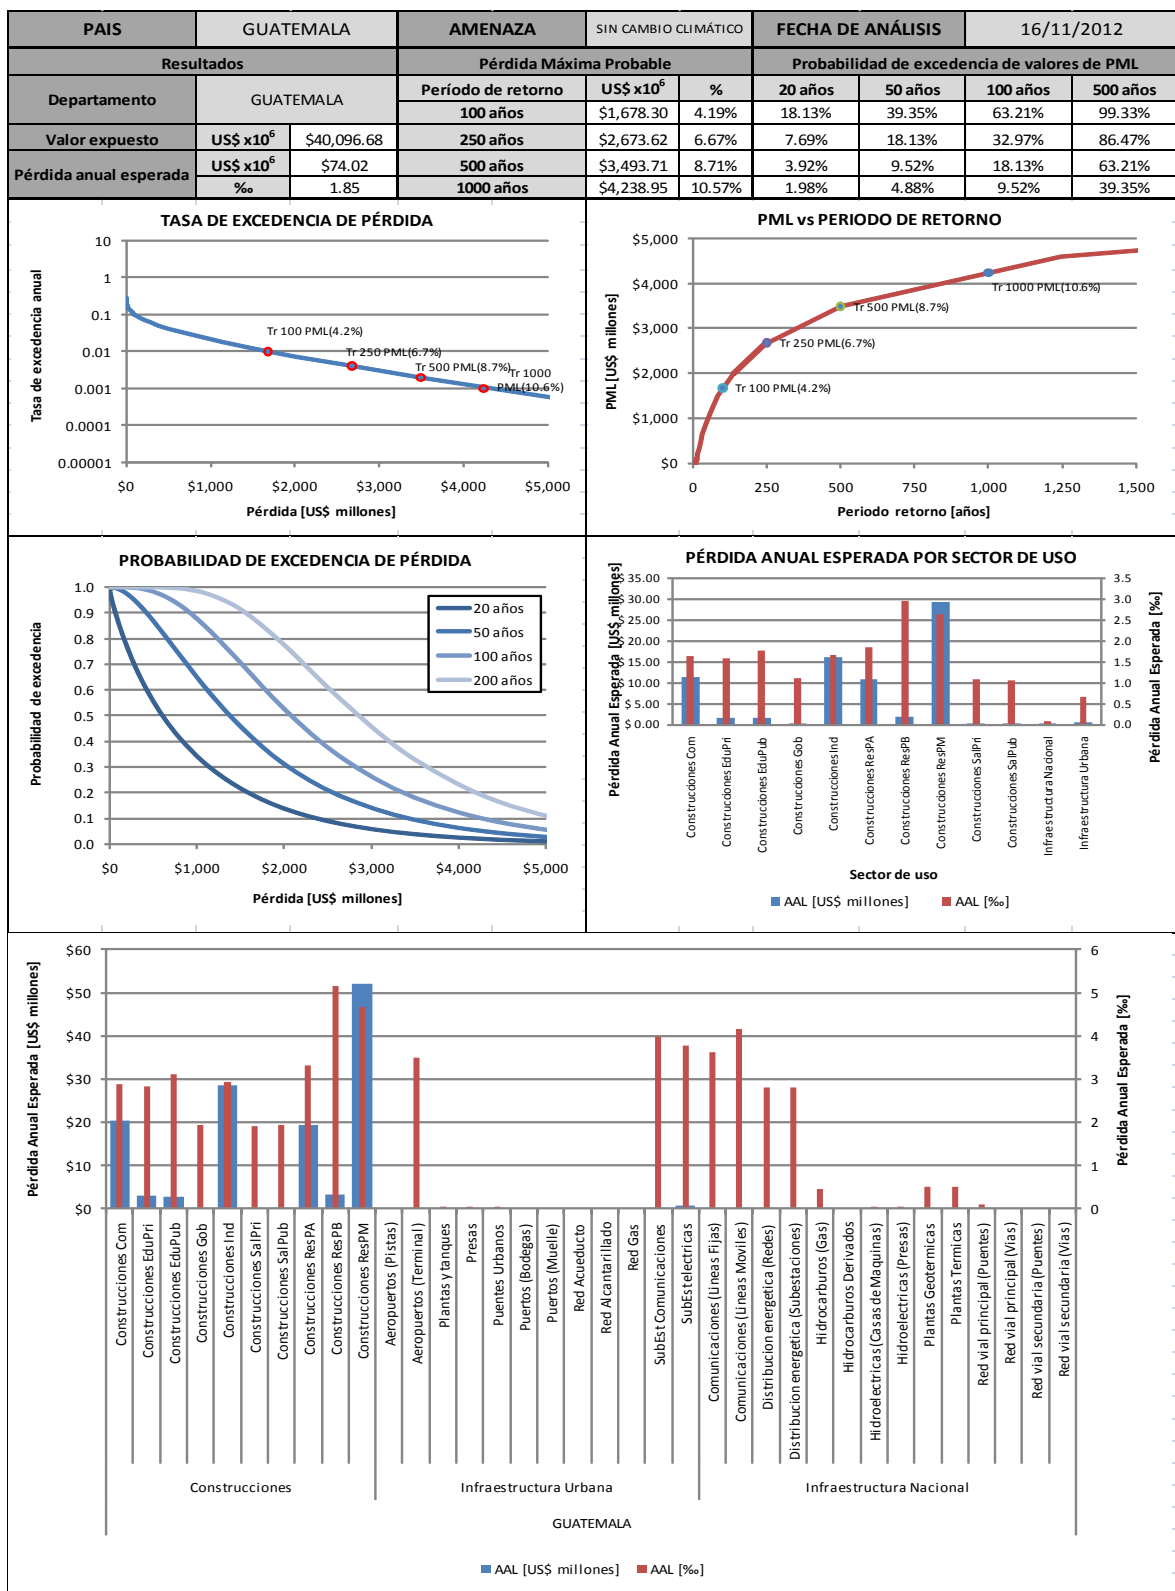 PAIS GUATEMALA AMENAZA SIN CAMBIO CLIMÁTICO FECHA DE ANÁLISIS 16/11/2012
Resultados Pérdida Máxima Probable Probabilidad de excedencia de valores de PML
Departamento GUATEMALA Período de retorno US$ x10⁶ % 20 años 50 años 100 años 500 años
100 años $1,678.30 4.19% 18.13% 39.35% 63.21% 99.33%
Valor expuesto US$ x10⁶ $40,096.68 250 años $2,673.62 6.67% 7.69% 18.13% 32.97% 86.47%
Pérdida anual esperada US$ x10⁶ $74.02 500 años $3,493.71 8.71% 3.92% 9.52% 18.13% 63.21%
‰ 1.85 1000 años $4,238.95 10.57% 1.98% 4.88% 9.52% 39.35%
TASA DE EXCEDENCIA DE PÉRDIDA
Tasa de excedencia anual
10
1
0.1
0.01
0.001
0.0001
0.00001
Tr 100 PML(4.2%)
Tr 250 PML(6.7%)
Tr 500 PML(8.7%)
Tr 1000
PML(10.6%)
$0 $1,000 $2,000 $3,000 $4,000 $5,000
Pérdida [US$ millones]
PML vs PERIODO DE RETORNO
PML [US$ millones]
$5,000
$4,000
$3,000
$2,000
$1,000
$0
Tr 1000 PML(10.6%)
Tr 500 PML(8.7%)
Tr 250 PML(6.7%)
Tr 100 PML(4.2%)
0 250 500 750 1,000 1,250 1,500
Periodo retorno [años]
PROBABILIDAD DE EXCEDENCIA DE PÉRDIDA
Probabilidad de excedencia
1.0
0.9
0.8
0.7
0.6
0.5
0.4
0.3
0.2
0.1
0.0
20 años
50 años
100 años
200 años
$0 $1,000 $2,000 $3,000 $4,000 $5,000
Pérdida [US$ millones]
PÉRDIDA ANUAL ESPERADA POR SECTOR DE USO
Pérdida Anual Esperada [US$ millones]
$ 35.00
$ 30.00
$ 25.00
$ 20.00
$ 15.00
$ 10.00
$ 5.00
$ 0.00
3.5
3.0
2.5
2.0
1.5
1.0
0.5
0.0
Pérdida Anual Esperada [‰]
Construcciones Com
Construcciones EduPri
Construcciones EduPub
Construcciones Gob
Construcciones Ind
Construcciones ResPA
Construcciones ResPB
Construcciones ResPM
Construcciones SalPri
Construcciones SalPub
Infraestructura Nacional
Infraestructura Urbana
Sector de uso
AAL [US$ millones] AAL [‰]
Pérdida Anual Esperada [US$ millones]
$60
$50
$40
$30
$20
$10
$0
6
5
4
3
2
1
0
Pérdida Anual Esperada [‰]
Construcciones Com
Construcciones EduPri
Construcciones EduPub
Construcciones Gob
Construcciones Ind
Construcciones SalPri
Construcciones SalPub
Construcciones ResPA
Construcciones ResPB
Construcciones ResPM
Aeropuertos (Pistas)
Aeropuertos (Terminal)
Plantas y tanques
Presas
Puentes Urbanos
Puertos (Bodegas)
Puertos (Muelle)
Red Acueducto
Red Alcantarillado
Red Gas
SubEst Comunicaciones
SubEst electricas
Comunicaciones (Lineas Fijas)
Comunicaciones (Lineas Moviles)
Distribucion energetica (Redes)
Distribucion energetica (Subestaciones)
Hidrocarburos (Gas)
Hidrocarburos Derivados
Hidroelectricas (Casas de Maquinas)
Hidroelectricas (Presas)
Plantas Geotermicas
Plantas Termicas
Red vial principal (Puentes)
Red vial principal (Vias)
Red vial secundaria (Puentes)
Red vial secundaria (Vias)
Construcciones Infraestructura Urbana Infraestructura Nacional
GUATEMALA
AAL [US$ millones] AAL [‰]